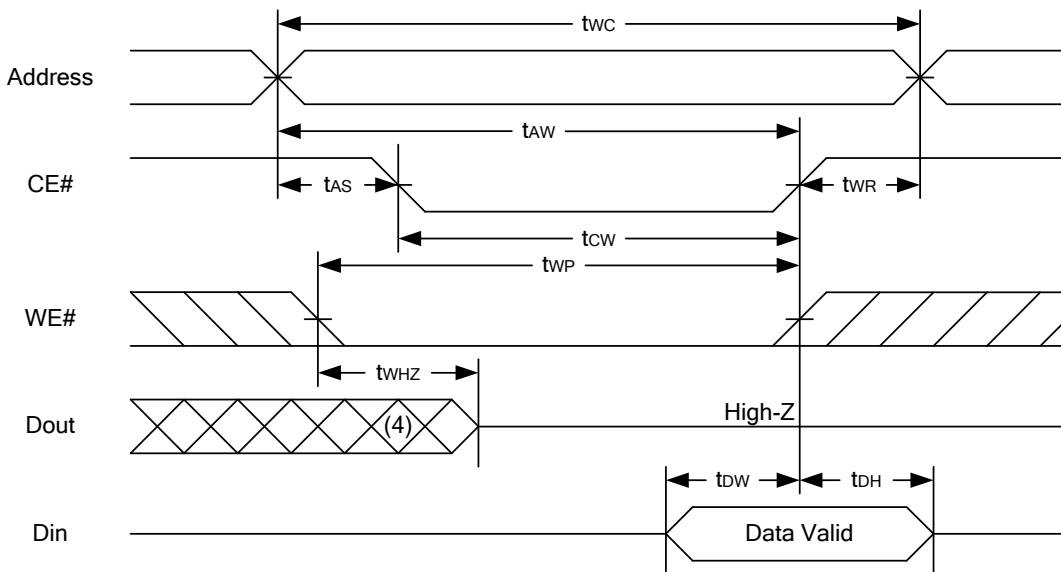 tWC
Address
tAW
CE#
tAS
tWR
tCW
tWP
WE#
tWHZ
Dout
(4)
High-Z
tDW
tDH
Din
Data Valid